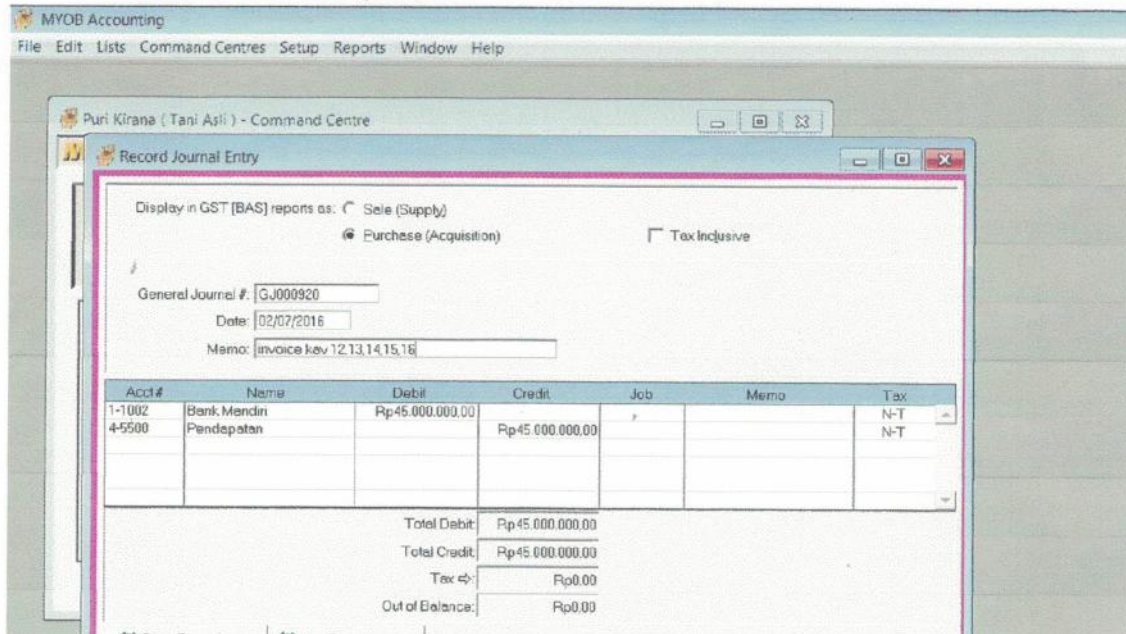 MYOB Accounting
File Edit Lists Command Centres Setup Reports Window Help
Puri Kirana ( Tani Asli ) - Command Centre
Record Journal Entry
Display in GST [BAS] reports as: Sale (Supply)
Purchase (Acquisition) Tax Inclusive
General Journal #: GJ000920
Date: 02/07/2016
Memo: invoice kav 12,13,14,15,16
Acct# Name Debit Credit Job Memo Tax
1-1002 Bank Mandiri Rp45.000.000,00 N-T
4-5500 Pendapatan Rp45.000.000,00 N-T
Total Debit: Rp45.000.000,00
Total Credit: Rp45.000.000,00
Tax ⇨: Rp0.00
Out of Balance: Rp0.00